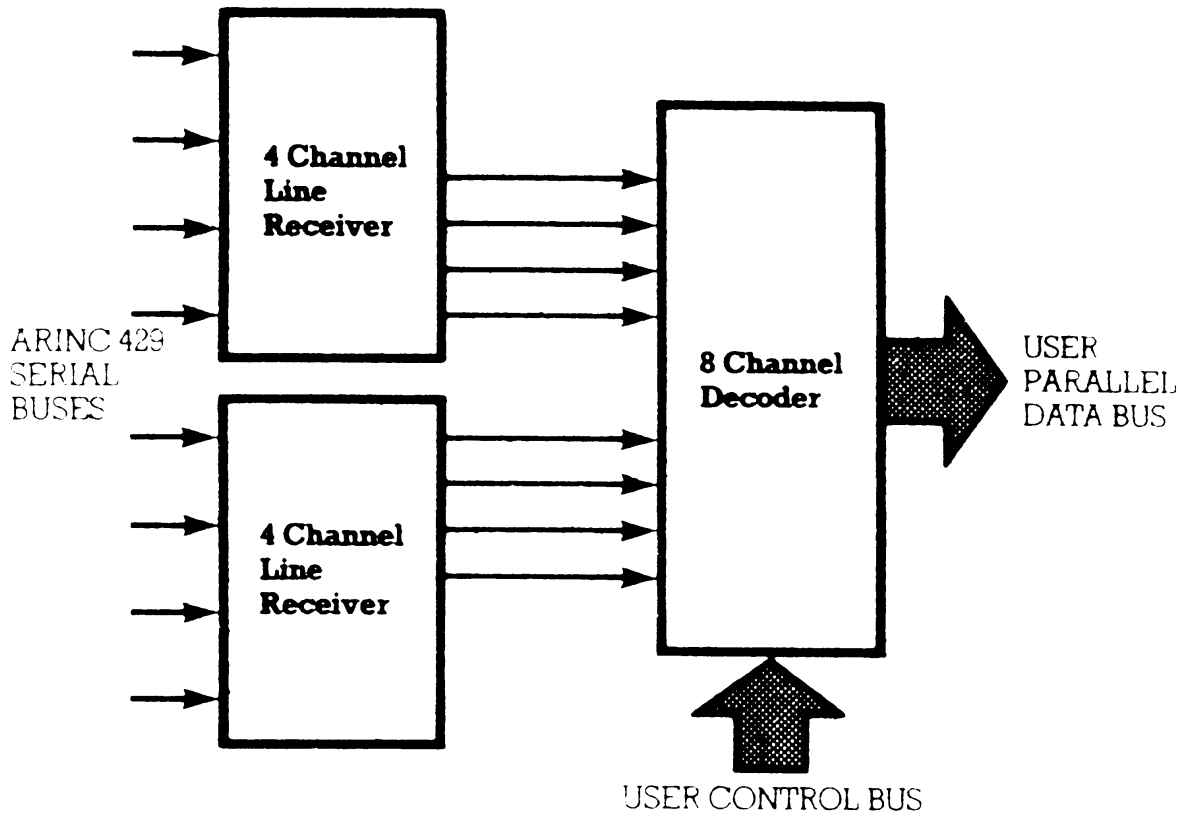 4 Channel
Line
Receiver
ARINC 429
SERIAL
BUSES
8 Channel
Decoder
USER
PARALLEL
DATA BUS
4 Channel
Line
Receiver
USER CONTROL BUS